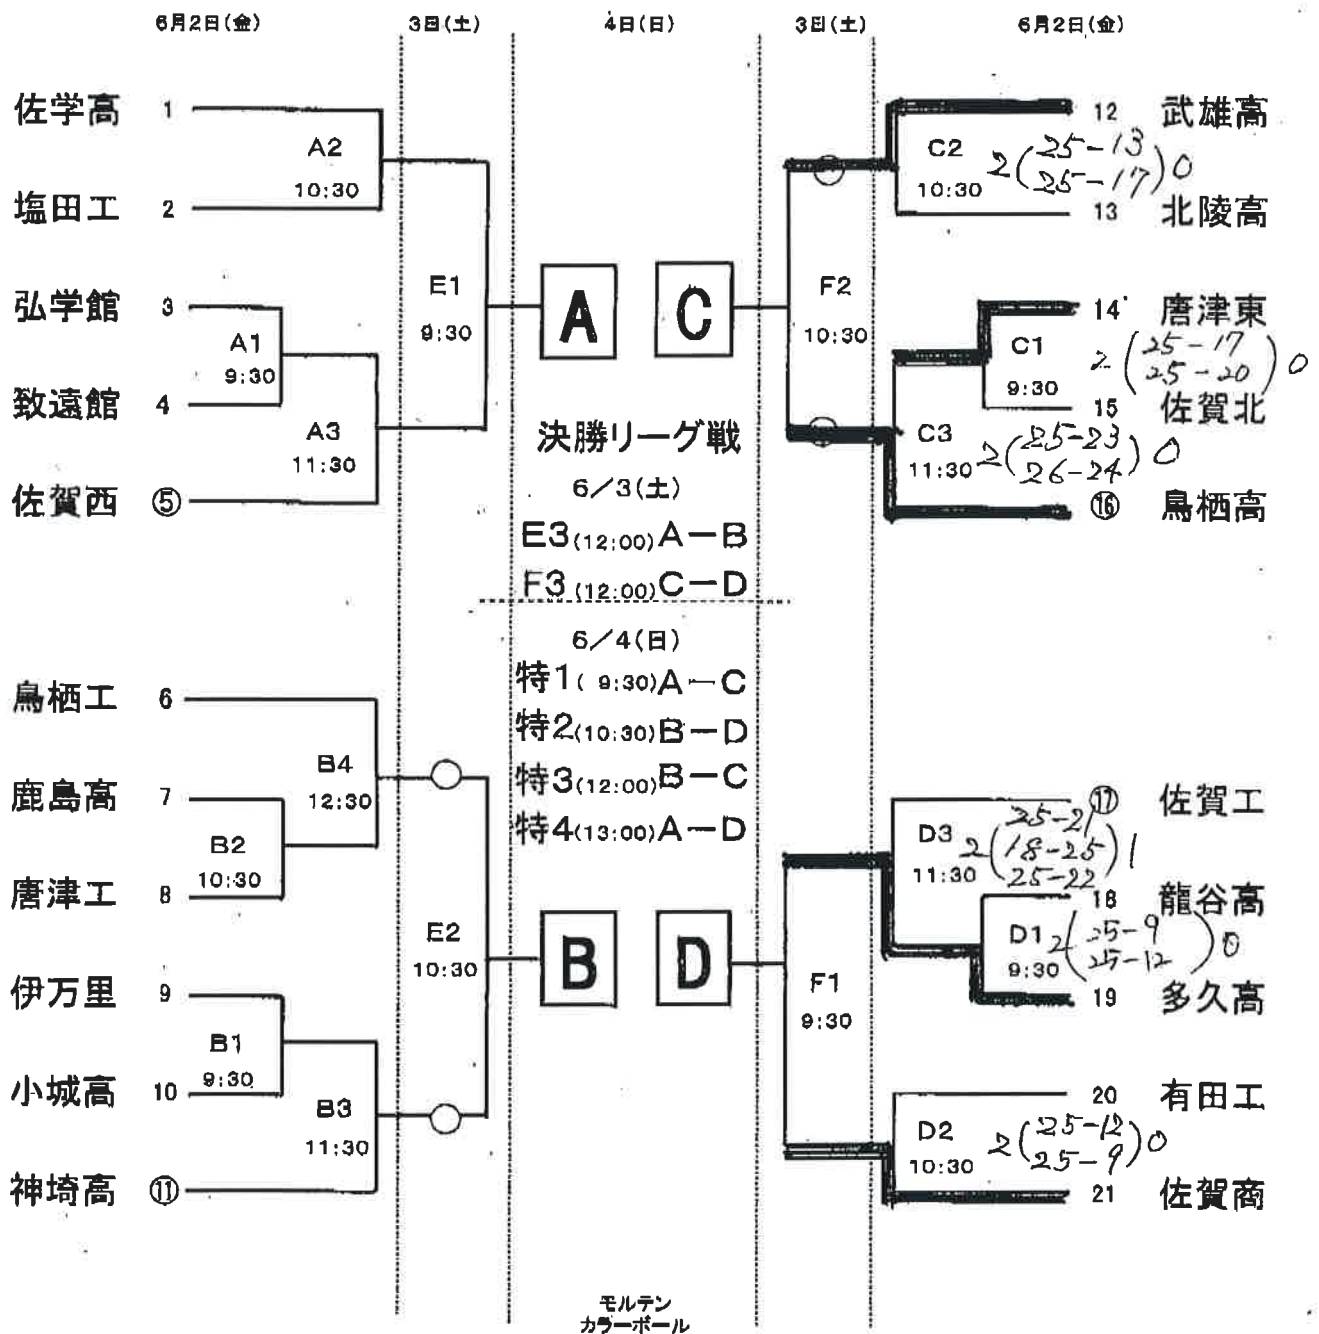 6月2日(金) 3日(土) 4日(日) 3日(土) 6月2日(金)
佐学高 1
A2
10:30
塩田工 2
E1
9:30
弘学館 3
A1
9:30
致遠館 4
A3
11:30
佐賀西 ⑤
鳥栖工 6
B4
12:30
鹿島高 7
B2
10:30
唐津工 8
E2
10:30
伊万里 9
B1
9:30
小城高 10
B3
11:30
神埼高 ⑪
A
C
決勝リーグ戦
6/3(土)
E3(12:00)A-B
F3(12:00)C-D
6/4(日)
特1(9:30)A-C
特2(10:30)B-D
特3(12:00)B-C
特4(13:00)A-D
B
D
12 武雄高
C2
10:30
2(25-13
25-17)0
13 北陵高
F2
10:30
14 唐津東
C1
9:30
2(25-17
25-20)0
15 佐賀北
C3
11:30
2(25-23
26-24)0
⑯ 鳥栖高
⑰ 佐賀工
D3
11:30
2(25-21
18-25
25-22)1
18 龍谷高
D1
9:30
2(25-9
25-12)0
19 多久高
F1
9:30
20 有田工
D2
10:30
2(25-12
25-9)0
21 佐賀商
モルテン
カラーボール